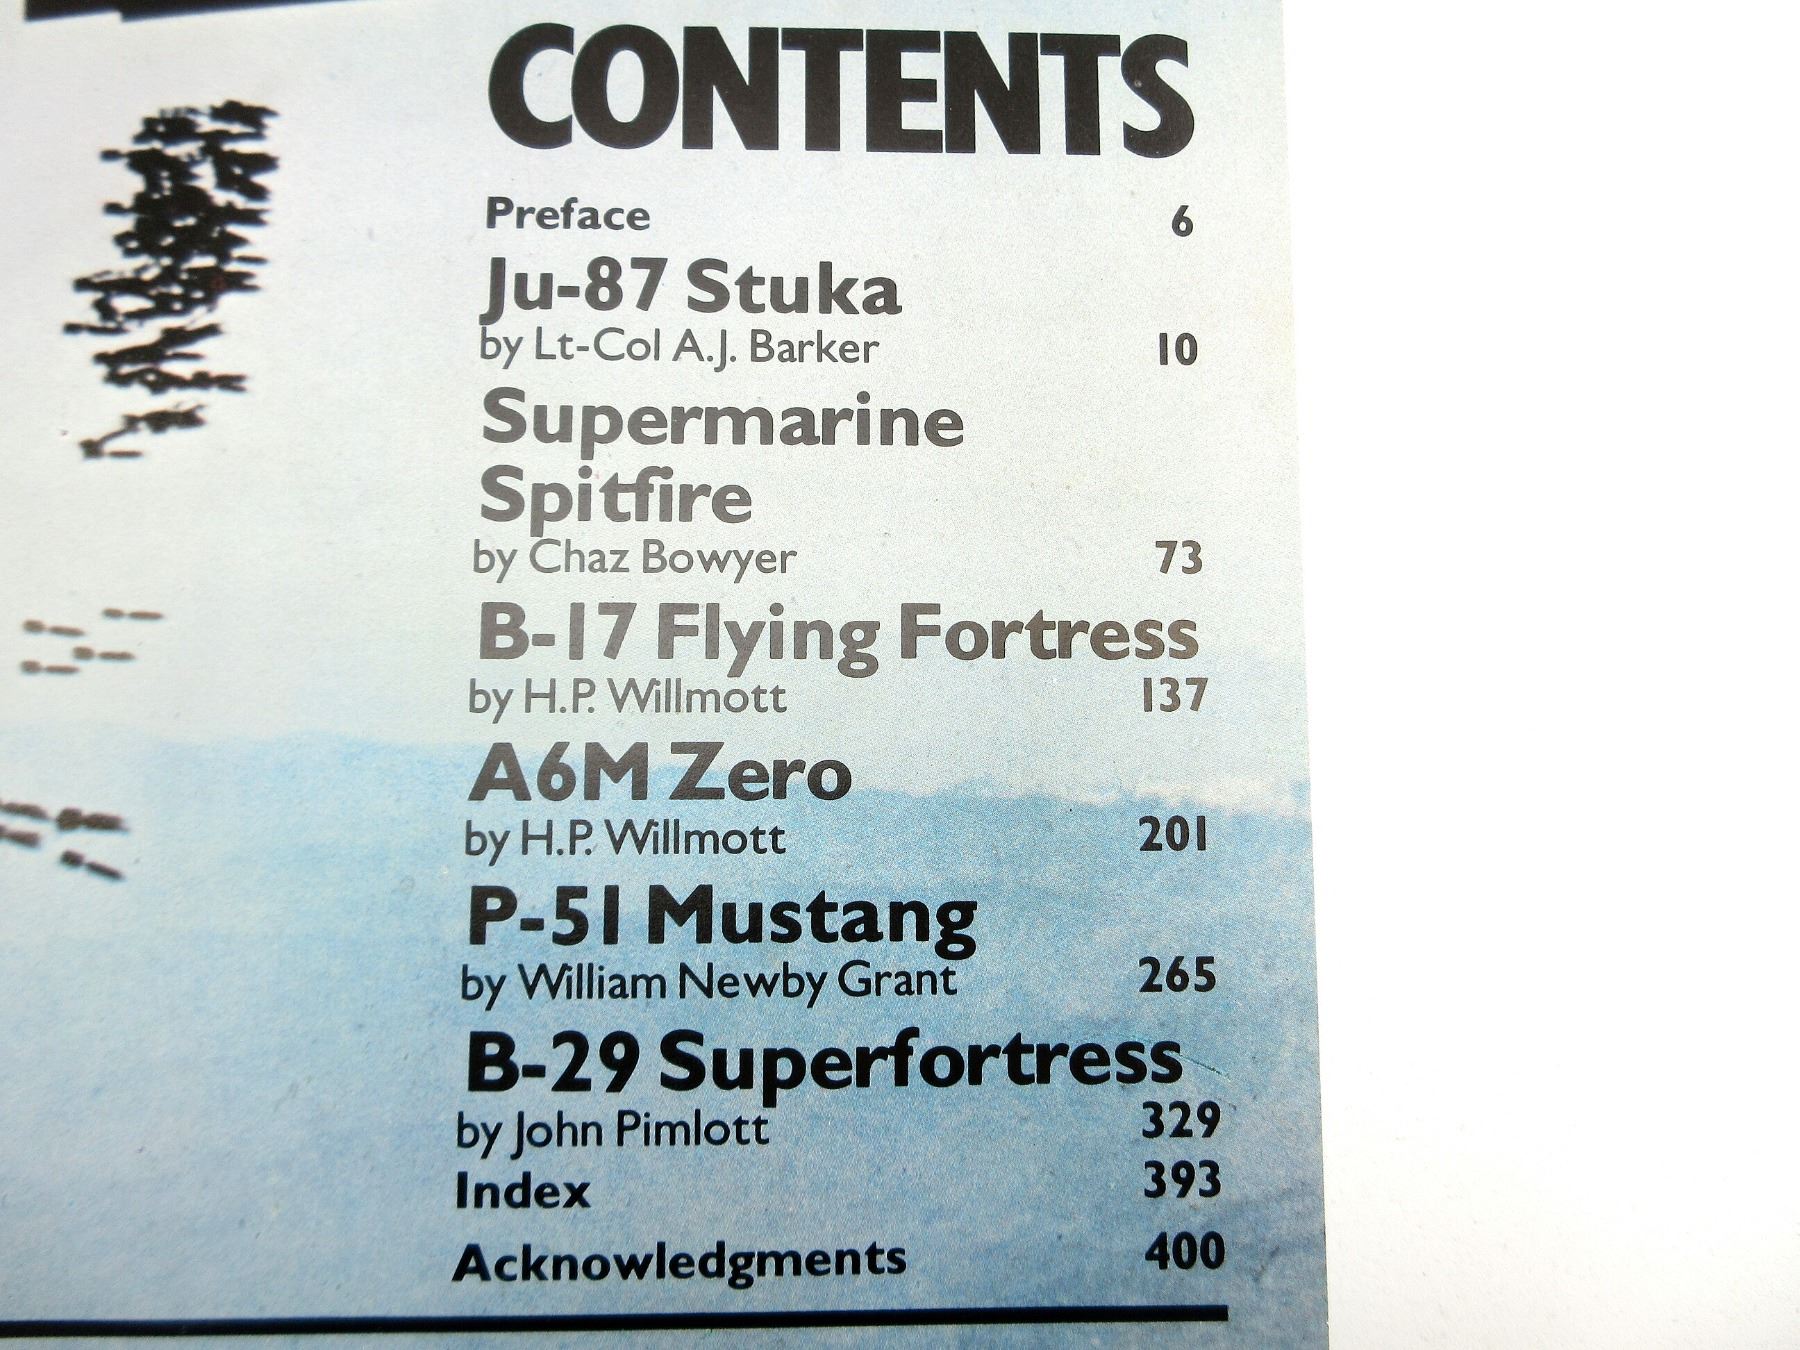 CONTENTS
Preface 6
Ju-87 Stuka
by Lt-Col A.J. Barker 10
Supermarine
Spitfire
by Chaz Bowyer 73
B-17 Flying Fortress
by H.P. Willmott 137
A6M Zero
by H.P. Willmott 201
P-51 Mustang
by William Newby Grant 265
B-29 Superfortress
by John Pimlott 329
Index 393
Acknowledgments 400